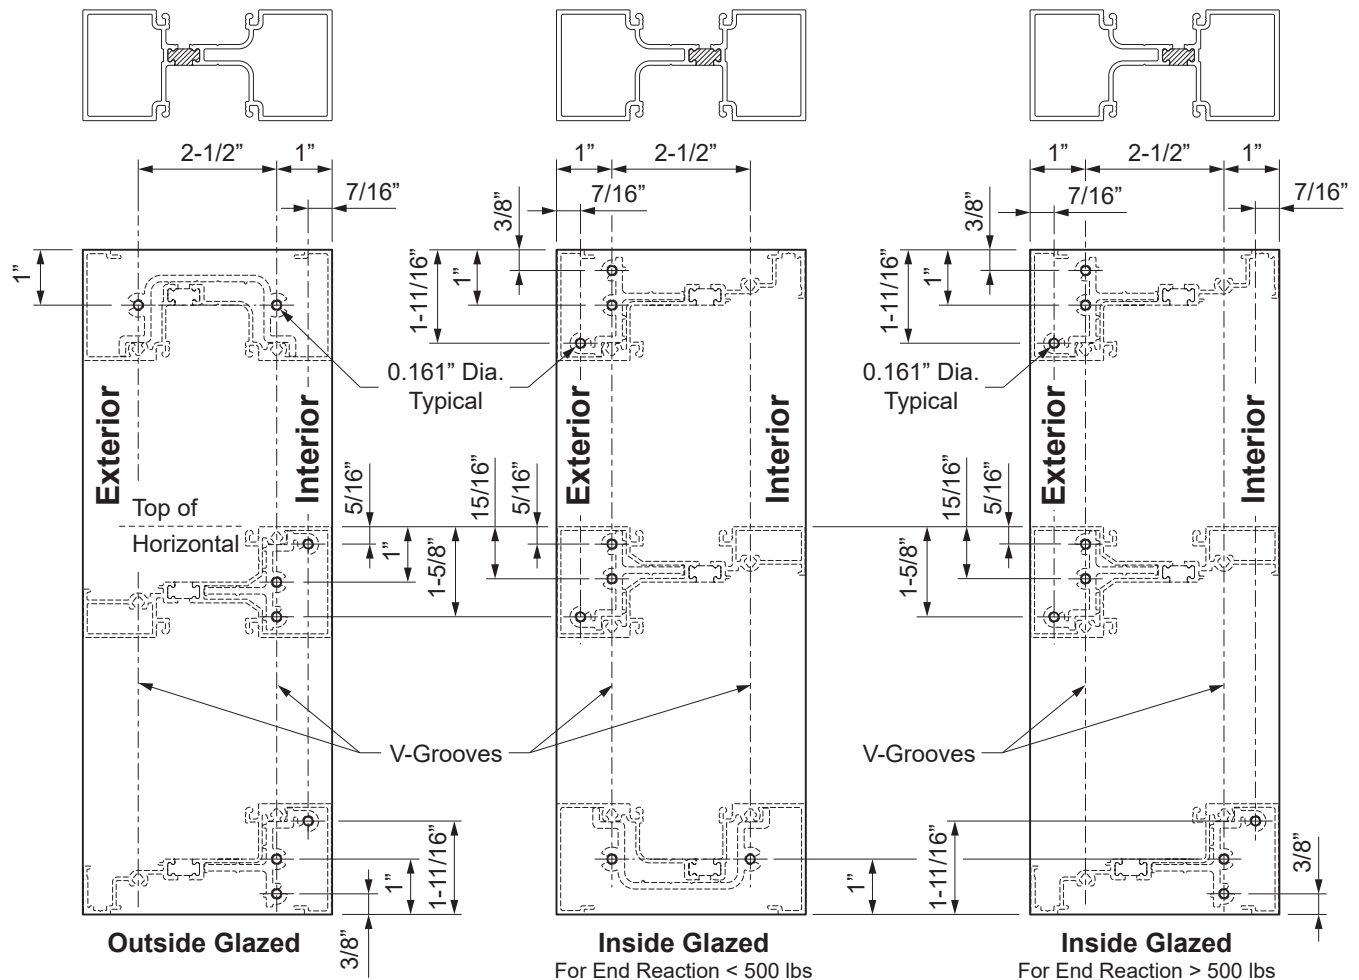 2-1/2” 1” 1” 2-1/2” 1” 2-1/2” 1”
7/16” 3/8” 7/16” 3/8” 7/16” 7/16”
1” 1-11/16” 1” 1-11/16” 1”
0.161” Dia.
Typical
0.161” Dia.
Typical
Exterior Interior Exterior Interior Exterior Interior
Top of
Horizontal
5/16” 1” 1-5/8” 15/16” 5/16” 1-5/8” 15/16” 5/16”
V-Grooves
V-Grooves
3/8” 1” 1-11/16” 1” 1-11/16” 3/8”
Outside Glazed
Inside Glazed
For End Reaction < 500 lbs
Inside Glazed
For End Reaction > 500 lbs